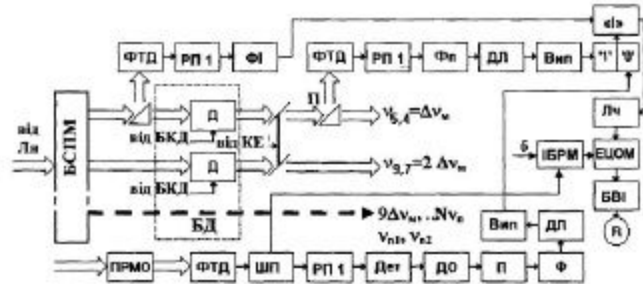 «І»
ФТД РП 1 ФІ ФТД РП 1 Фп ДЛ Вип "І" Ψ
П
від Лн БСПМ Д ν5,4=Δνм Лч
від БКД від КЕ
Д ν9,7=2 Δνм б ІБРМ ЕЦОМ
від БКД
БД 9Δνм,..Nνп Вип ДЛ БВІ
νп1, νп2 R
ПРМО ФТД ШП РП 1 Дет ДО П Ф